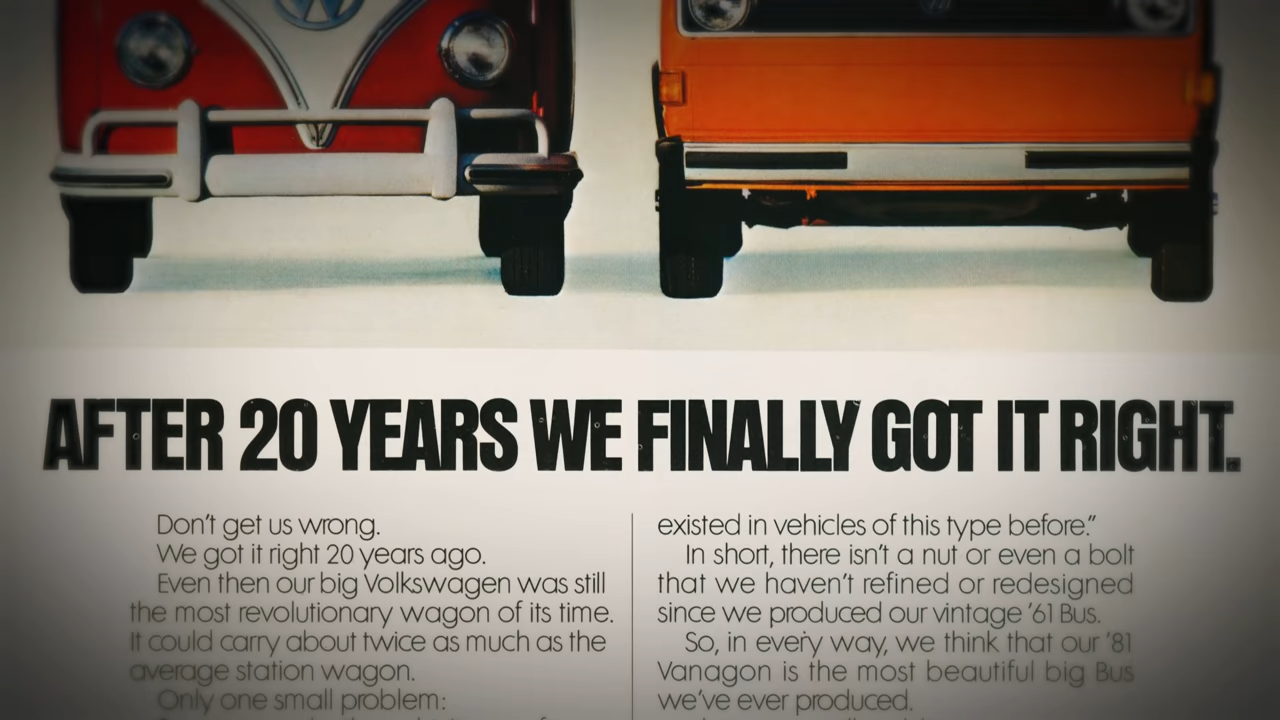 AFTER 20 YEARS WE FINALLY GOT IT RIGHT.
Don't get us wrong.
We got it right 20 years ago.
Even then our big Volkswagen was still
the most revolutionary wagon of its time.
It could carry about twice as much as the
average station wagon.
Only one small problem:
existed in vehicles of this type before."
In short, there isn't a nut or even a bolt
that we haven't refined or redesigned
since we produced our vintage '61 Bus.
So, in every way, we think that our '81
Vanagon is the most beautiful big Bus
we've ever produced.